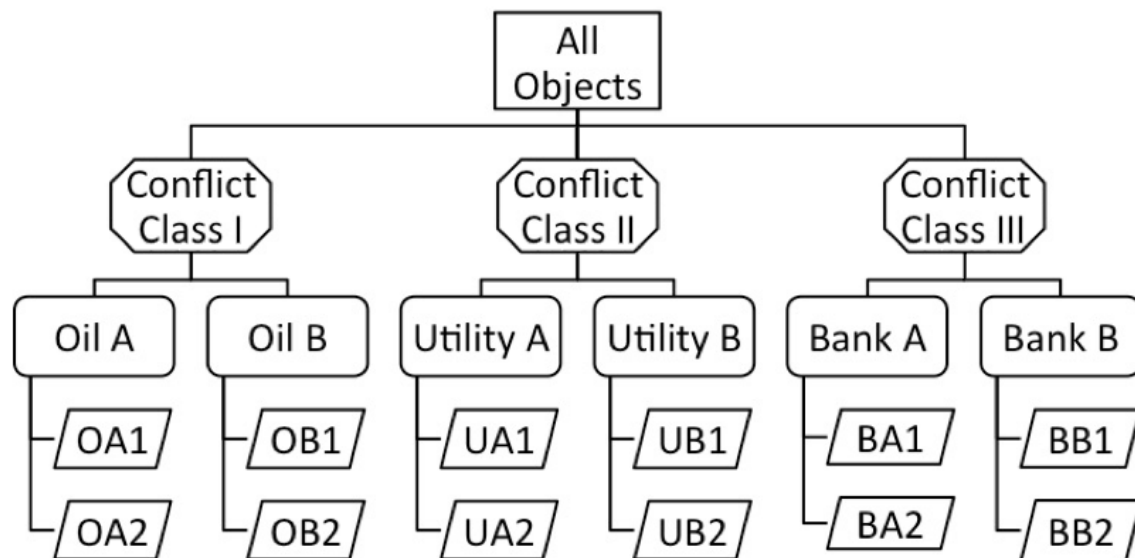 All
Objects
Conflict
Class I
Conflict
Class II
Conflict
Class III
Oil A
Oil B
Utility A
Utility B
Bank A
Bank B
OA1
OB1
UA1
UB1
BA1
BB1
OA2
OB2
UA2
UB2
BA2
BB2